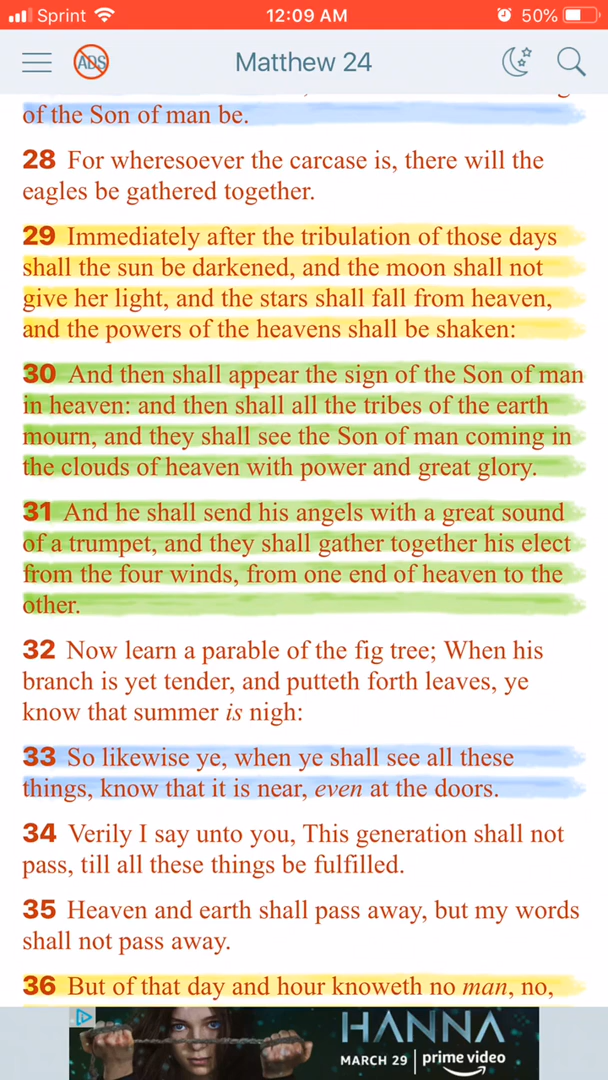 Sprint 12:09 AM 50%
ADS Matthew 24
of the Son of man be.
28 For wheresoever the carcase is, there will the
eagles be gathered together.
29 Immediately after the tribulation of those days
shall the sun be darkened, and the moon shall not
give her light, and the stars shall fall from heaven,
and the powers of the heavens shall be shaken:
30 And then shall appear the sign of the Son of man
in heaven: and then shall all the tribes of the earth
mourn, and they shall see the Son of man coming in
the clouds of heaven with power and great glory.
31 And he shall send his angels with a great sound
of a trumpet, and they shall gather together his elect
from the four winds, from one end of heaven to the
other.
32 Now learn a parable of the fig tree; When his
branch is yet tender, and putteth forth leaves, ye
know that summer is nigh:
33 So likewise ye, when ye shall see all these
things, know that it is near, even at the doors.
34 Verily I say unto you, This generation shall not
pass, till all these things be fulfilled.
35 Heaven and earth shall pass away, but my words
shall not pass away.
36 But of that day and hour knoweth no man, no,
HANNA
MARCH 29 | prime video